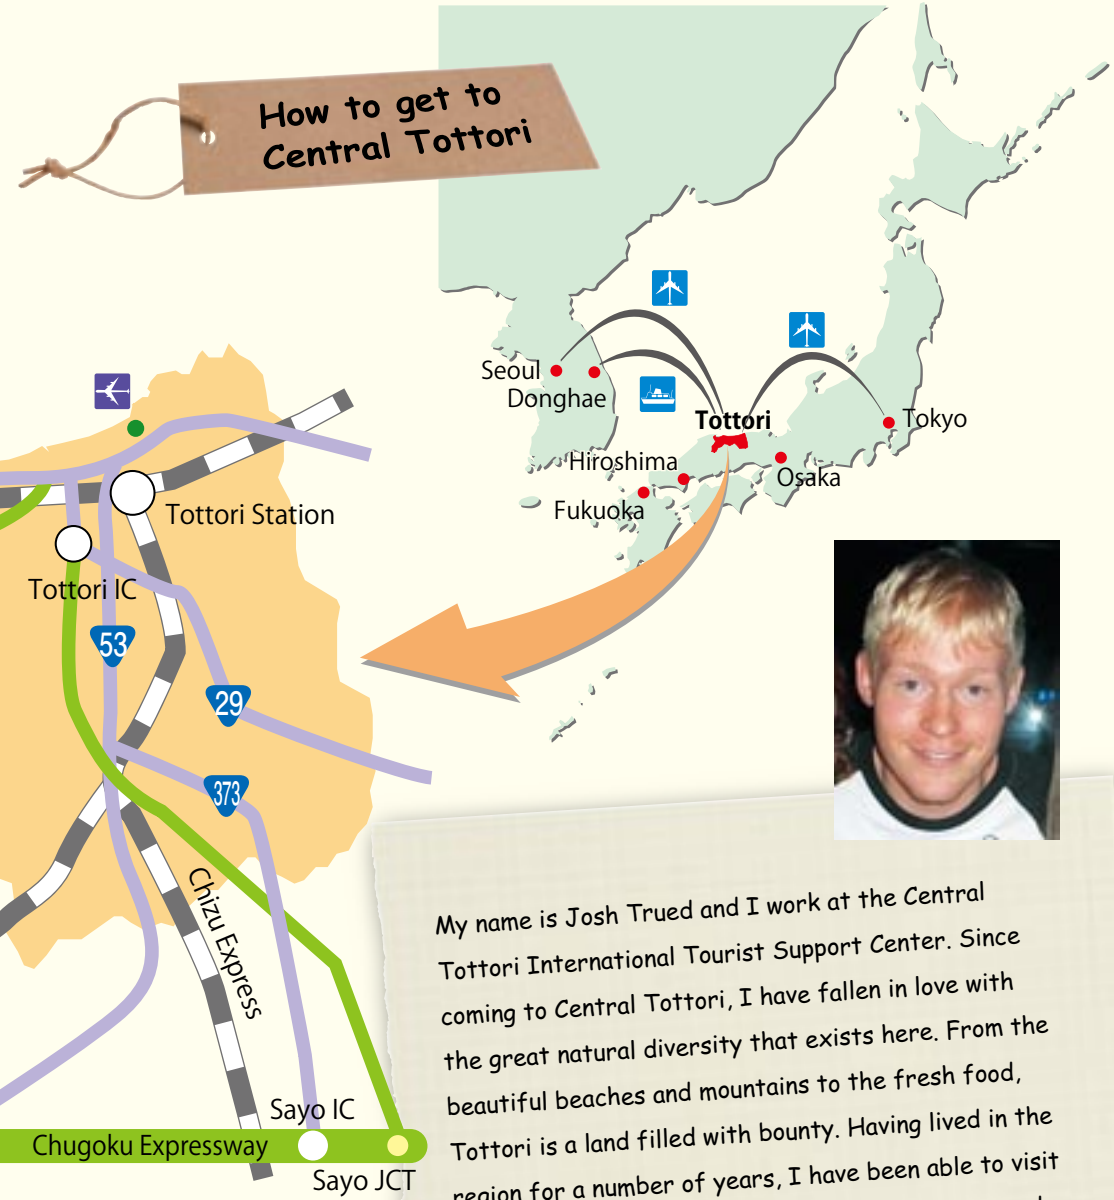 How to get to
Central Tottori
Seoul
Donghae
Tottori
Tokyo
Hiroshima
Osaka
Fukuoka
Tottori Station
Tottori IC
53
29
373
Chizu Express
Sayo IC
Chugoku Expressway
Sayo JCT
My name is Josh Trued and I work at the Central
Tottori International Tourist Support Center. Since
coming to Central Tottori, I have fallen in love with
the great natural diversity that exists here. From the
beautiful beaches and mountains to the fresh food,
Tottori is a land filled with bounty. Having lived in the
region for a number of years, I have been able to visit